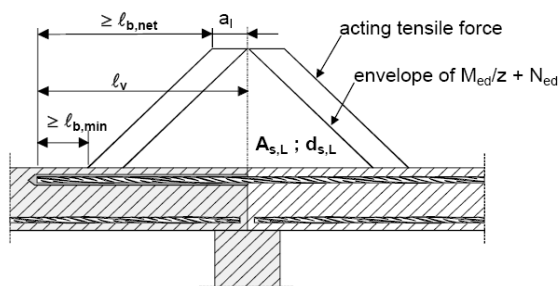 ≥ ℓb,net
al
acting tensile force
envelope of Med/z + Ned
ℓv
≥ ℓb,min
As,L ; ds,L